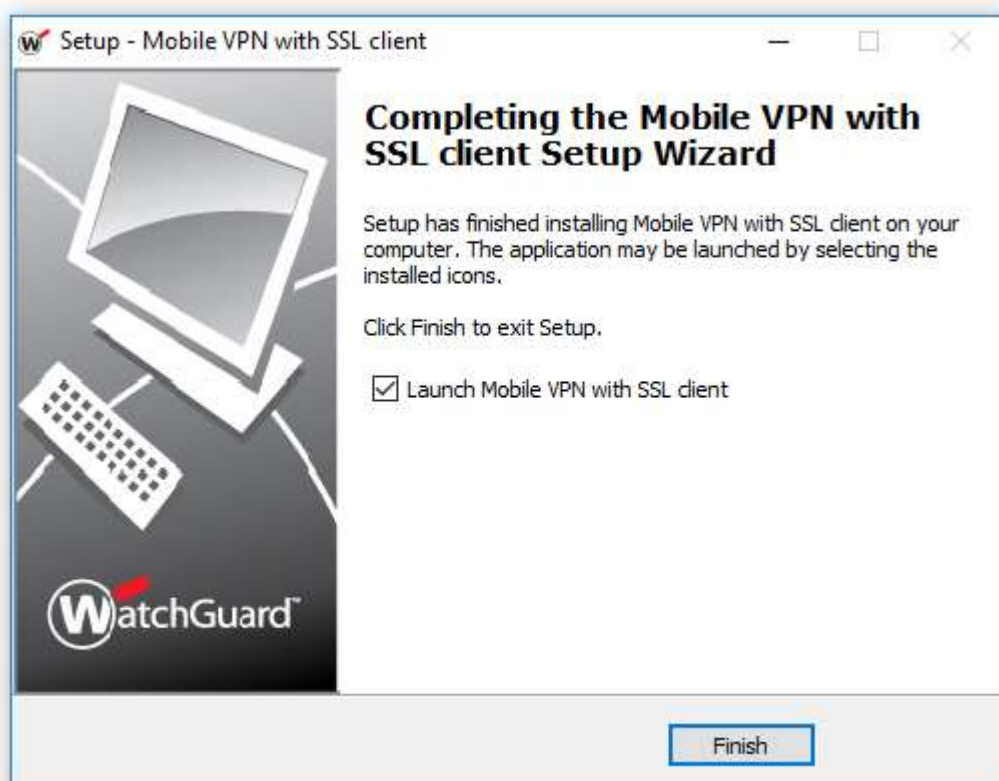 Setup - Mobile VPN with SSL client
Completing the Mobile VPN with
SSL client Setup Wizard
Setup has finished installing Mobile VPN with SSL client on your
computer. The application may be launched by selecting the
installed icons.
Click Finish to exit Setup.
Launch Mobile VPN with SSL client
WatchGuard™
Finish